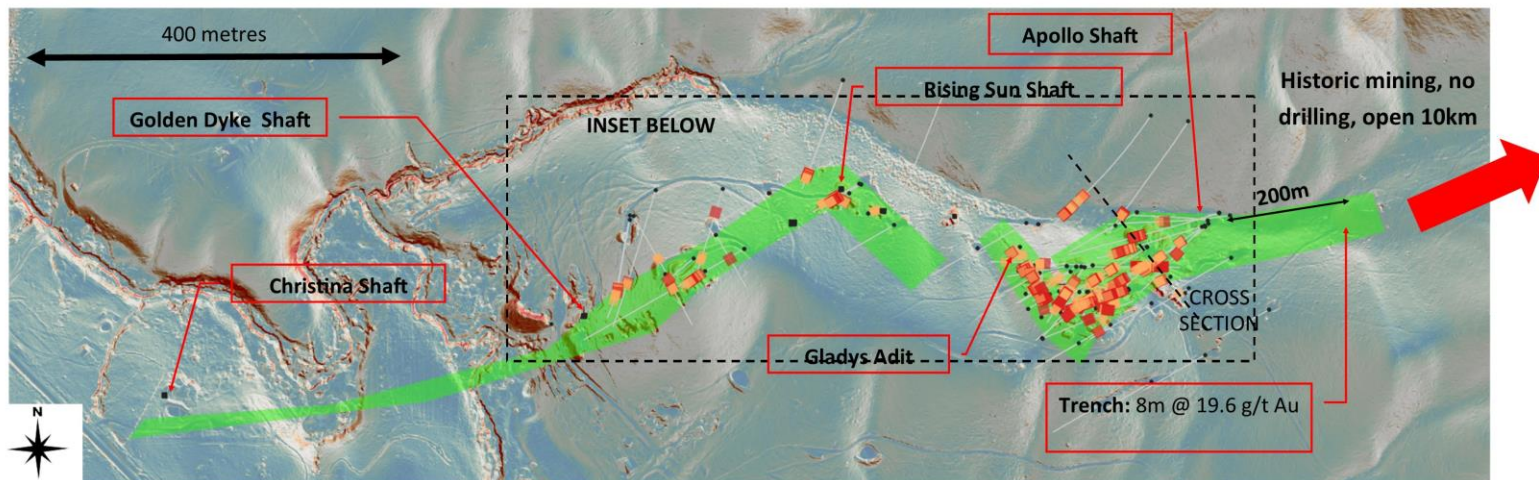 400 metres
Apollo Shaft
Rising Sun Shaft
Historic mining, no
drilling, open 10km
Golden Dyke Shaft
INSET BELOW
200m
Christina Shaft
CROSS
SECTION
Gladys Adit
Trench: 8m @ 19.6 g/t Au
N